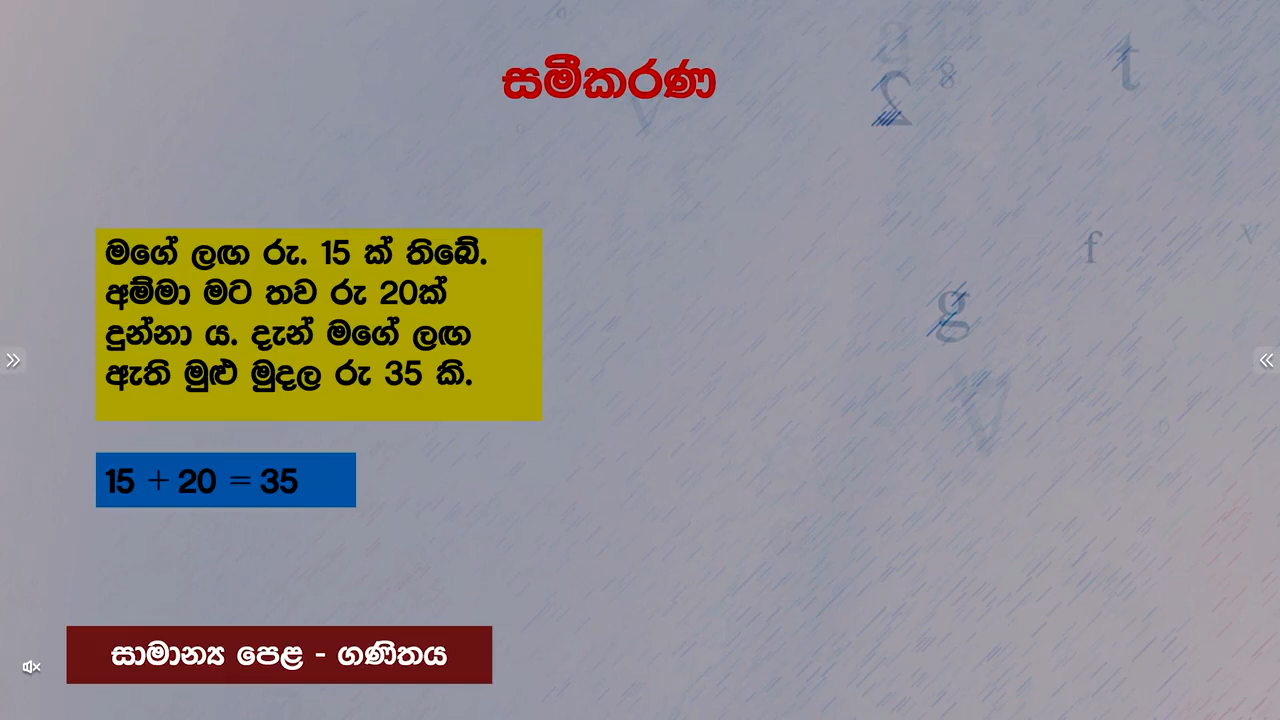 සමීකරණ
මගේ ලඟ රු. 15 ක් තිබේ.
අම්මා මට තව රු 20ක්
දුන්නා ය. දැන් මගේ ලඟ
ඇති මුළු මුදල රු 35 කි.
15 + 20 = 35
සාමාන්‍ය පෙළ - ගණිතය